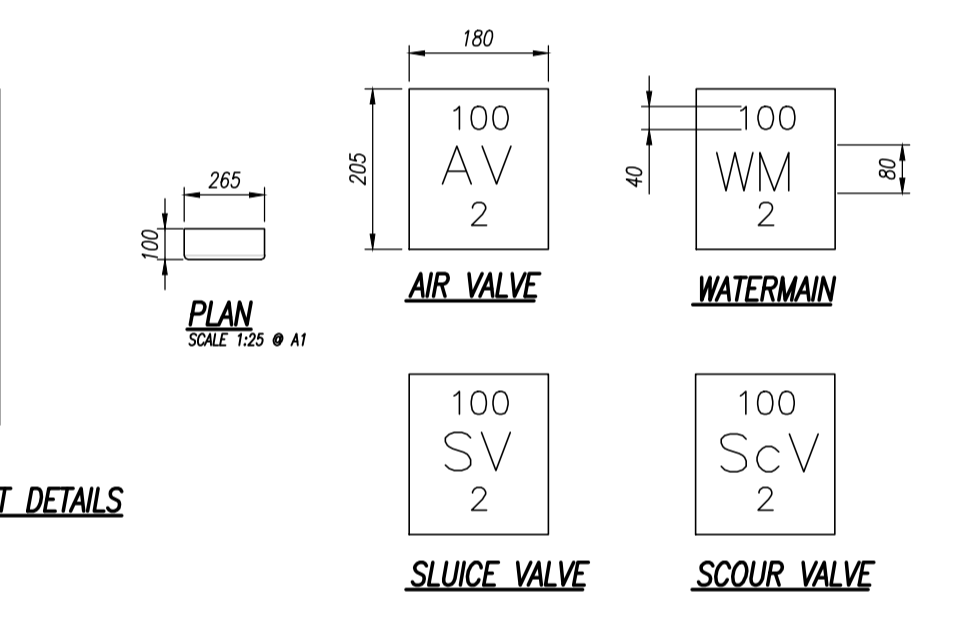 265
100
PLAN
SCALE 1:25 @ A1
T DETAILS
180
205
100
AV
2
AIR VALVE
40
100
WM
2
80
WATERMAIN
100
SV
2
SLUICE VALVE
100
ScV
2
SCOUR VALVE